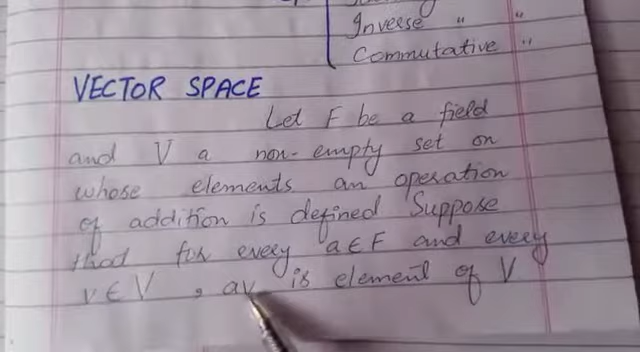 Inverse " "
Commutative "
VECTOR SPACE
Let F be a field
and V a non-empty set on
whose elements an operation
of addition is defined Suppose
that for every a ∈ F and every
v ∈ V , av is element of V